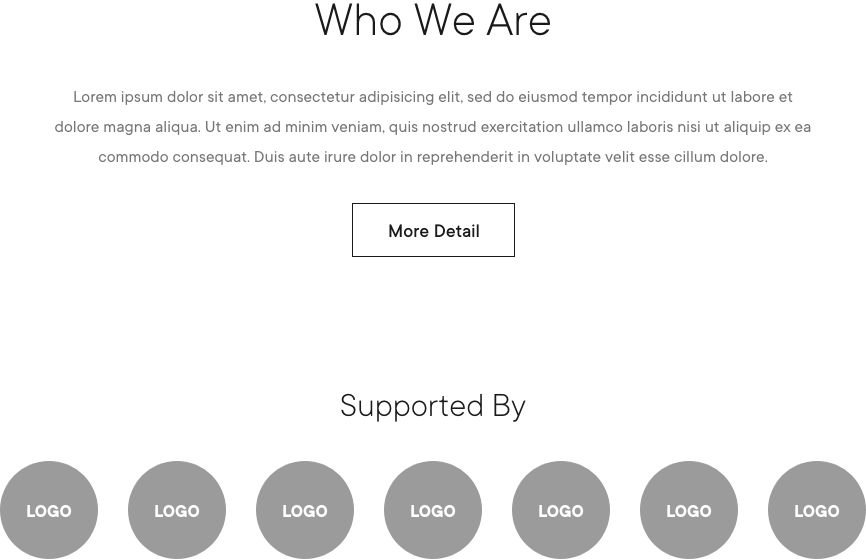 Who We Are
Lorem ipsum dolor sit amet, consectetur adipisicing elit, sed do eiusmod tempor incididunt ut labore et
dolore magna aliqua. Ut enim ad minim veniam, quis nostrud exercitation ullamco laboris nisi ut aliquip ex ea
commodo consequat. Duis aute irure dolor in reprehenderit in voluptate velit esse cillum dolore.
More Detail
Supported By
LOGO LOGO LOGO LOGO LOGO LOGO LOGO